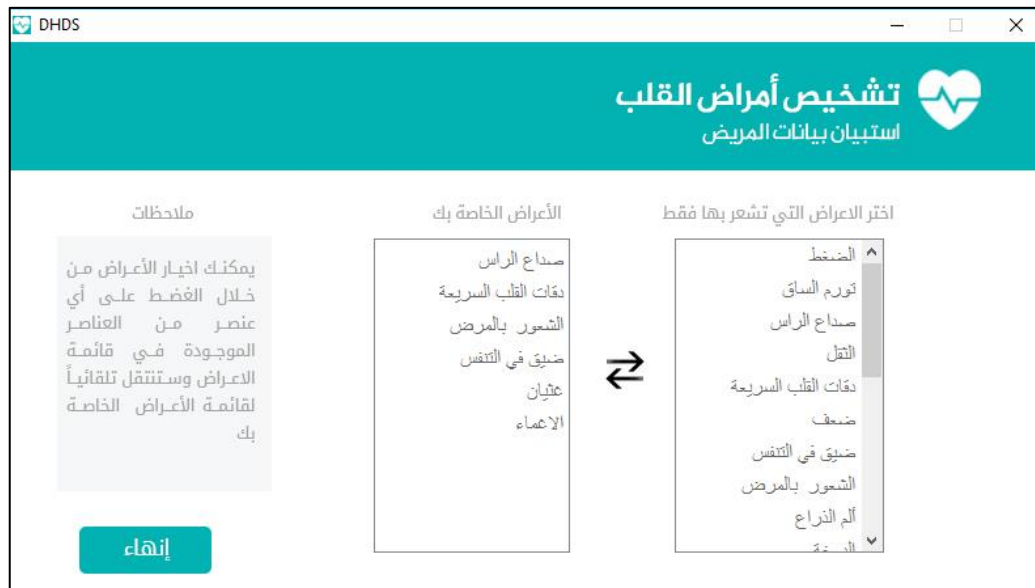 DHDS
تشخيص أمراض القلب
استبيان بيانات المريض
اختر الاعراض التي تشعر بها فقط
الضغط
تورم الساق
صداع الراس
الثقل
دقات القلب السريعة
ضعف
ضيق في التنفس
الشعور بالمرض
ألم الذراع
الأعراض الخاصة بك
صداع الراس
دقات القلب السريعة
الشعور بالمرض
ضيق في التنفس
غثيان
الاغماء
ملاحظات
يمكنك اخيار الأعراض من
خلال الغضط على أي
عنصر من العناصر
الموجودة في قائمة
الاعراض وستنتقل تلقائياً
لقائمة الأعراض الخاصة
بك
إنهاء